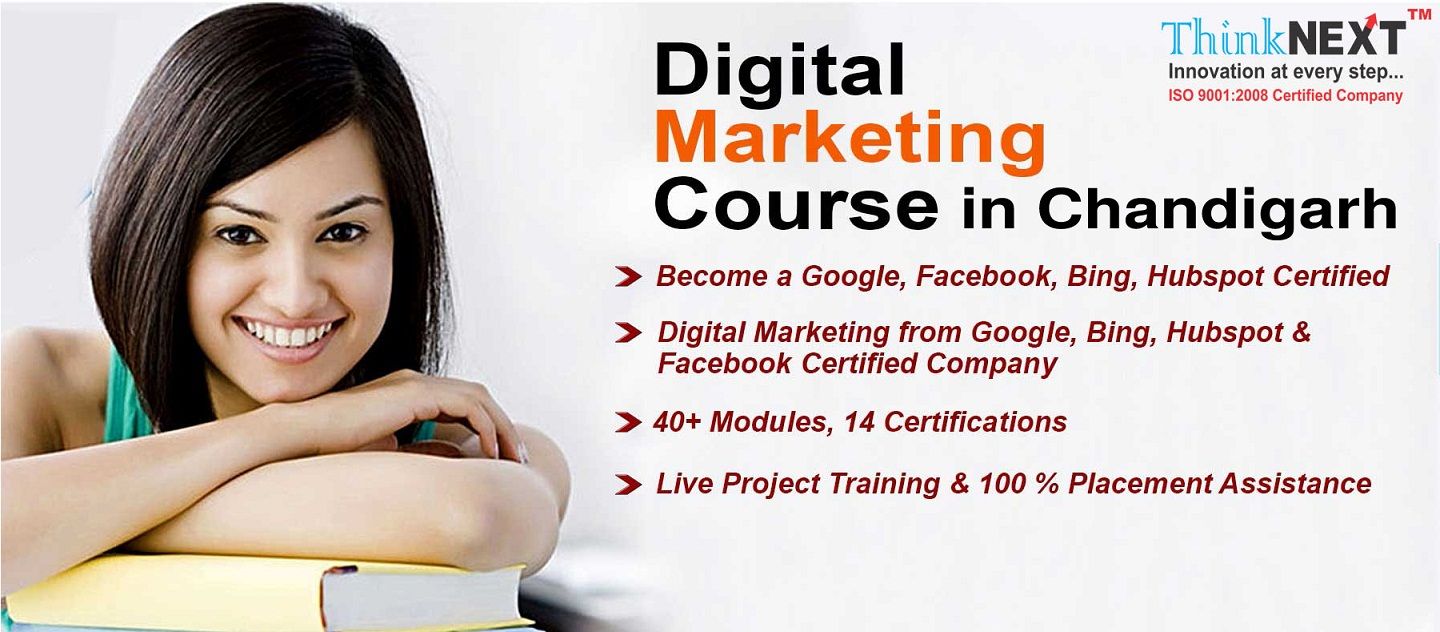 ThinkNEXT™
Innovation at every step...
ISO 9001:2008 Certified Company
Digital
Marketing
Course in Chandigarh
Become a Google, Facebook, Bing, Hubspot Certified
Digital Marketing from Google, Bing, Hubspot &
Facebook Certified Company
40+ Modules, 14 Certifications
Live Project Training & 100 % Placement Assistance